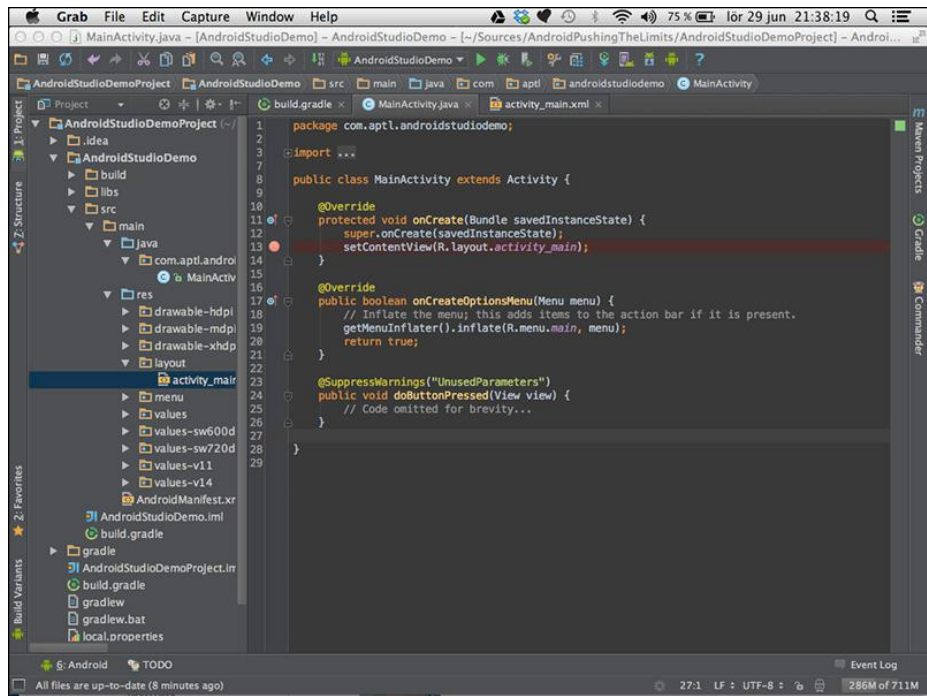 Grab File Edit Capture Window Help 75 % lör 29 jun 21:38:19
MainActivity.java – [AndroidStudioDemo] – AndroidStudioDemo – [~/Sources/AndroidPushingTheLimits/AndroidStudioDemoProject] – Androi...
AndroidStudioDemo
AndroidStudioDemoProject AndroidStudioDemo src main java com aptl androidstudiodemo MainActivity
Project build.gradle MainActivity.java activity_main.xml
1: Project
Z: Structure
2: Favorites
Build Variants
AndroidStudioDemoProject (~/
.idea
AndroidStudioDemo
build
libs
src
main
java
com.aptl.androi
MainActiv
res
drawable-hdpi
drawable-mdpi
drawable-xhdp
layout
activity_mair
menu
values
values-sw600d
values-sw720d
values-v11
values-v14
AndroidManifest.xr
AndroidStudioDemo.iml
build.gradle
gradle
AndroidStudioDemoProject.im
build.gradle
gradlew
gradlew.bat
local.properties
1 package com.aptl.androidstudiodemo;
2
3 import ...
7
8 public class MainActivity extends Activity {
9
10 @Override
11 protected void onCreate(Bundle savedInstanceState) {
12 super.onCreate(savedInstanceState);
13 setContentView(R.layout.activity_main);
14 }
15
16 @Override
17 public boolean onCreateOptionsMenu(Menu menu) {
18 // Inflate the menu; this adds items to the action bar if it is present.
19 getMenuInflater().inflate(R.menu.main, menu);
20 return true;
21 }
22
23 @SuppressWarnings("UnusedParameters")
24 public void doButtonPressed(View view) {
25 // Code omitted for brevity...
26 }
27
28 }
29
Maven Projects
Gradle
Commander
6: Android TODO Event Log
All files are up-to-date (8 minutes ago) 27:1 LF UTF-8 286M of 711M